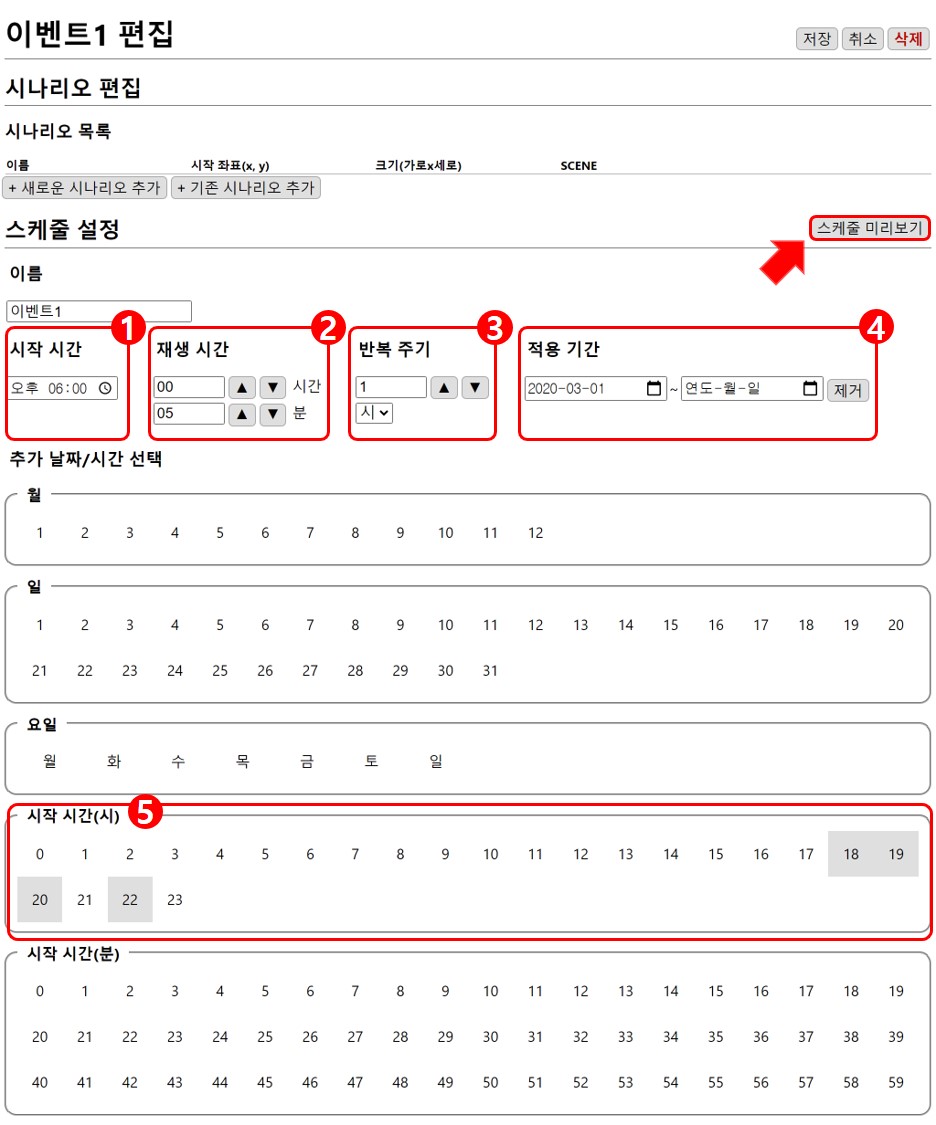 이벤트1 편집
저장 취소 삭제
시나리오 편집
시나리오 목록
이름 시작 좌표(x, y) 크기(가로x세로) SCENE
+ 새로운 시나리오 추가 + 기존 시나리오 추가
스케줄 설정 스케줄 미리보기
이름
이벤트1
1 2 3 4
시작 시간 재생 시간 반복 주기 적용 기간
오후 06:00 00 ▲ ▼ 시간 1 ▲ ▼ 2020-03-01 ~ 연도-월-일 제거
05 ▲ ▼ 분 시
추가 날짜/시간 선택
월
1 2 3 4 5 6 7 8 9 10 11 12
일
1 2 3 4 5 6 7 8 9 10 11 12 13 14 15 16 17 18 19 20
21 22 23 24 25 26 27 28 29 30 31
요일
월 화 수 목 금 토 일
시작 시간(시) 5
0 1 2 3 4 5 6 7 8 9 10 11 12 13 14 15 16 17 18 19
20 21 22 23
시작 시간(분)
0 1 2 3 4 5 6 7 8 9 10 11 12 13 14 15 16 17 18 19
20 21 22 23 24 25 26 27 28 29 30 31 32 33 34 35 36 37 38 39
40 41 42 43 44 45 46 47 48 49 50 51 52 53 54 55 56 57 58 59